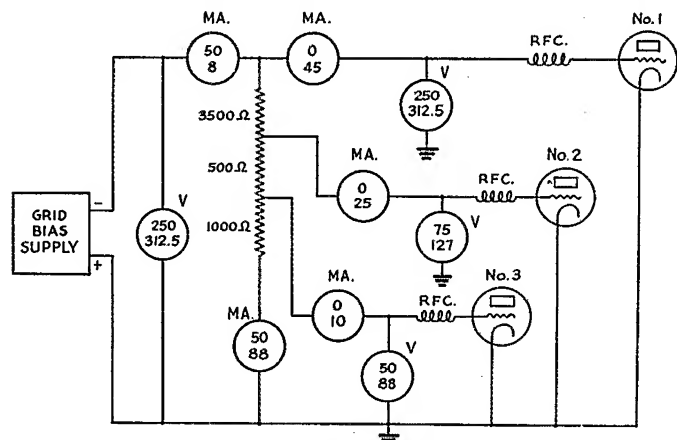 MA.
MA.
No.1
50
8
0
45
RFC.
V
250
312.5
3500Ω
500Ω
1000Ω
MA.
0
25
RFC.
No.2
V
75
127
GRID
BIAS
SUPPLY
−
+
V
250
312.5
MA.
0
10
RFC.
No.3
MA.
50
88
V
50
88